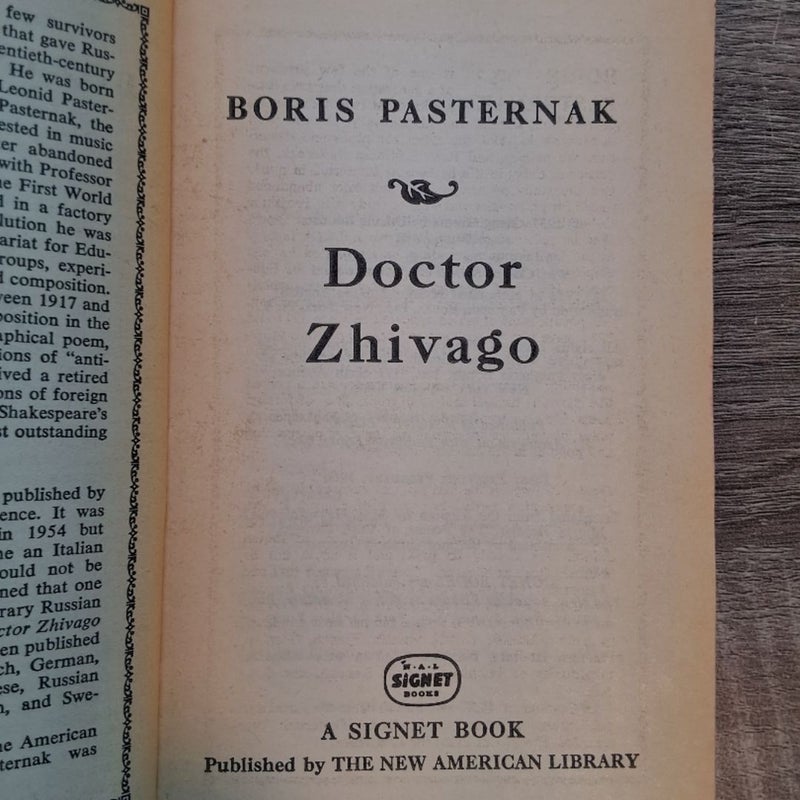 few survivors
that gave Rus-
entieth-century
He was born
Leonid Paster-
Pasternak, the
ested in music
er abandoned
with Professor
e First World
d in a factory
lution he was
ariat for Edu-
roups, experi-
d composition.
een 1917 and
position in the
aphical poem,
ions of “anti-
ived a retired
ons of foreign
Shakespeare’s
st outstanding
published by
ence. It was
in 1954 but
ne an Italian
ould not be
ned that one
rary Russian
ctor Zhivago
en published
ch, German,
ese, Russian
n, and Swe-
he American
ternak was
BORIS PASTERNAK
Doctor
Zhivago
N·A·L
SIGNET
BOOKS
A SIGNET BOOK
Published by THE NEW AMERICAN LIBRARY